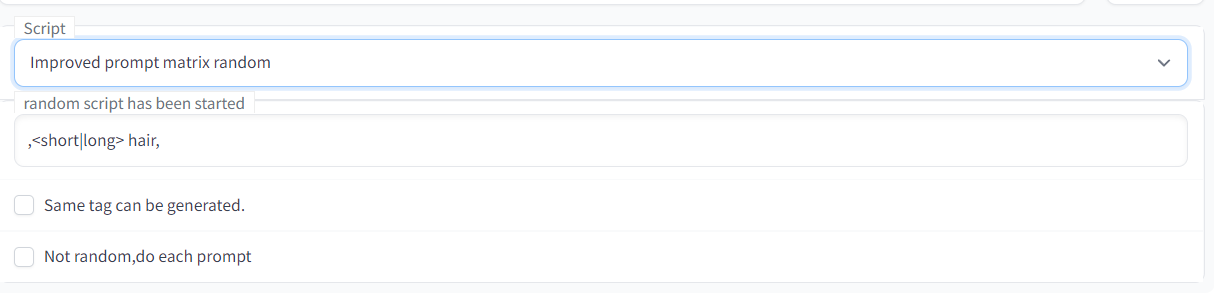 Script
Improved prompt matrix random
random script has been started
,<short|long> hair,
Same tag can be generated.
Not random,do each prompt